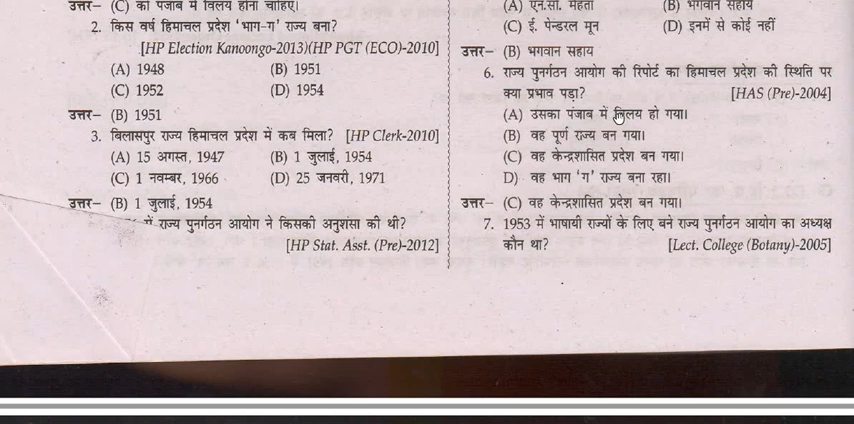 उत्तर– (C) का पंजाब में विलय होना चाहिए।
2. किस वर्ष हिमाचल प्रदेश 'भाग-ग' राज्य बना?
[HP Election Kanoongo-2013)(HP PGT (ECO)-2010]
(A) 1948 (B) 1951
(C) 1952 (D) 1954
उत्तर– (B) 1951
3. बिलासपुर राज्य हिमाचल प्रदेश में कब मिला? [HP Clerk-2010]
(A) 15 अगस्त, 1947 (B) 1 जुलाई, 1954
(C) 1 नवम्बर, 1966 (D) 25 जनवरी, 1971
उत्तर– (B) 1 जुलाई, 1954
में राज्य पुनर्गठन आयोग ने किसकी अनुशंसा की थी?
[HP Stat. Asst. (Pre)-2012]
(A) एन.सी. मेहता (B) भगवान सहाय
(C) ई. पेन्डरल मून (D) इनमें से कोई नहीं
उत्तर– (B) भगवान सहाय
6. राज्य पुनर्गठन आयोग की रिपोर्ट का हिमाचल प्रदेश की स्थिति पर
क्या प्रभाव पड़ा? [HAS (Pre)-2004]
(A) उसका पंजाब में विलय हो गया।
(B) वह पूर्ण राज्य बन गया।
(C) वह केन्द्रशासित प्रदेश बन गया।
D) वह भाग 'ग' राज्य बना रहा।
उत्तर– (C) वह केन्द्रशासित प्रदेश बन गया।
7. 1953 में भाषायी राज्यों के लिए बने राज्य पुनर्गठन आयोग का अध्यक्ष
कौन था? [Lect. College (Botany)-2005]